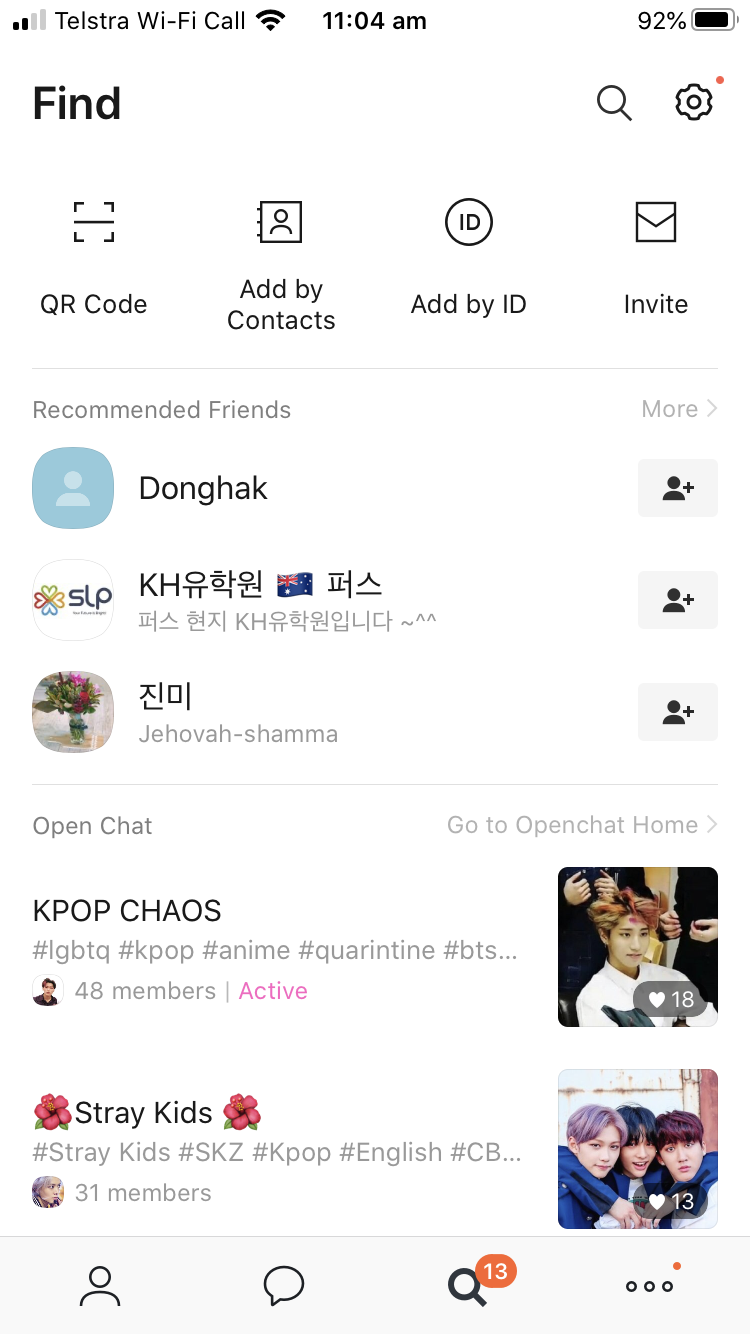 Telstra Wi-Fi Call 11:04 am 92%
Find
QR Code
Add by
Contacts
Add by ID
Invite
Recommended Friends More
Donghak
slp
KH유학원 🇦🇺 퍼스
퍼스 현지 KH유학원입니다 ~^^
진미
Jehovah-shamma
Open Chat Go to Openchat Home
KPOP CHAOS
#lgbtq #kpop #anime #quarintine #bts...
48 members | Active
18
🌺Stray Kids 🌺
#Stray Kids #SKZ #Kpop #English #CB...
31 members
13
13